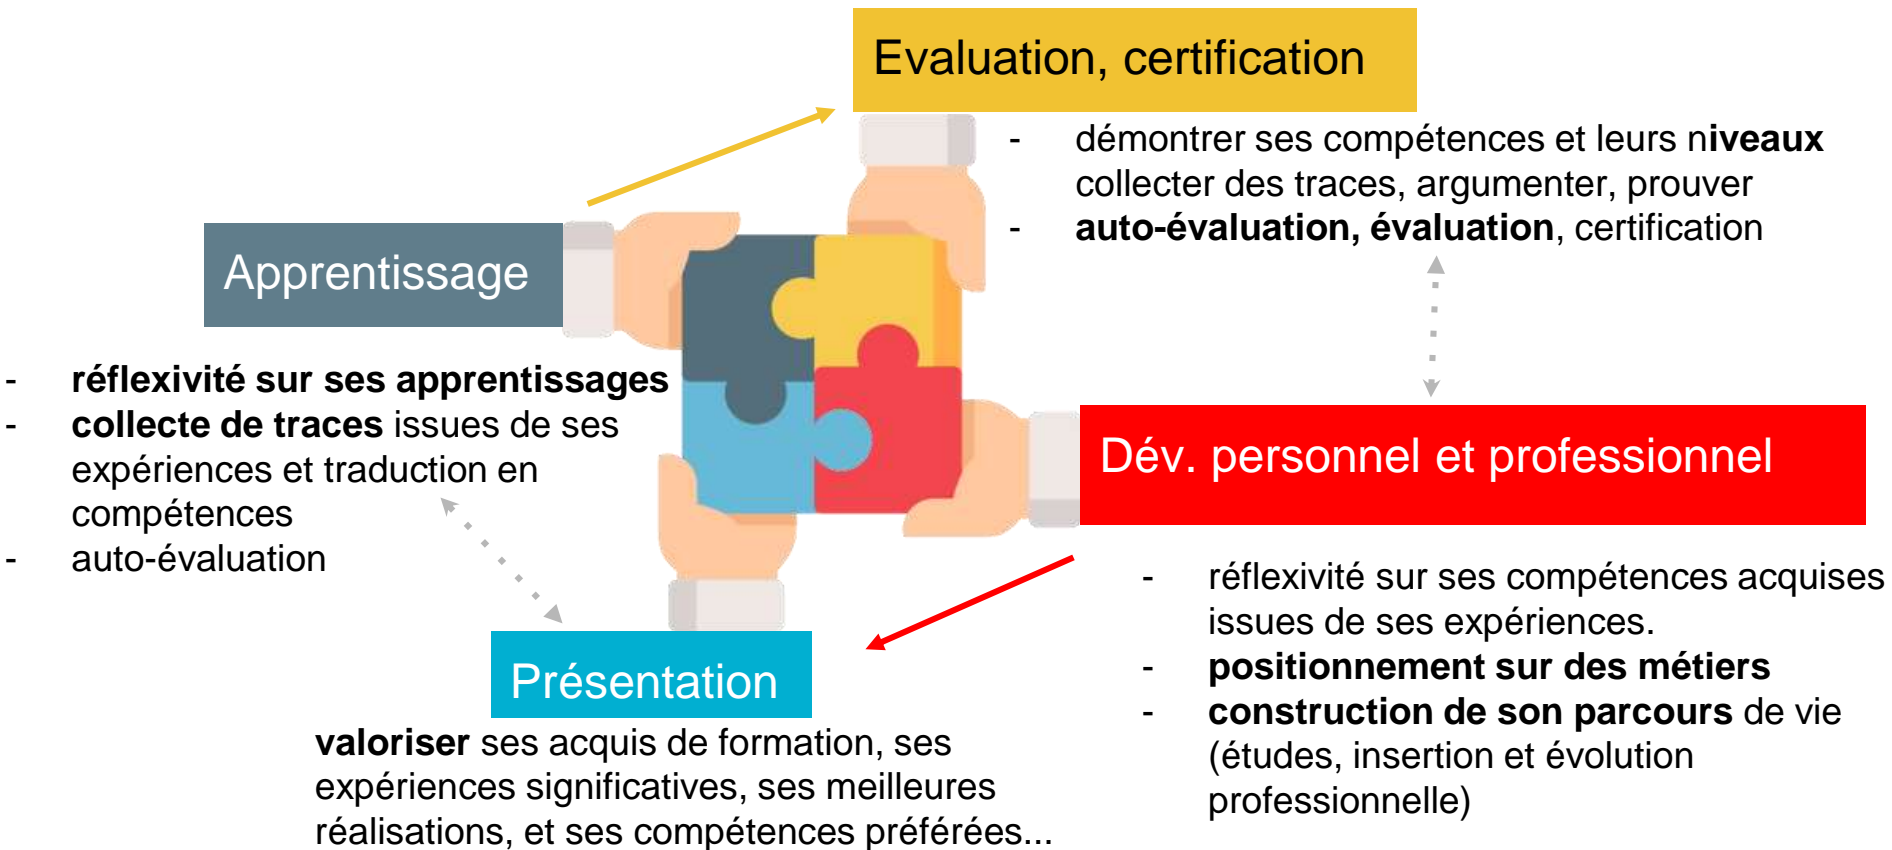 Evaluation, certification
- démontrer ses compétences et leurs niveaux
collecter des traces, argumenter, prouver
- auto-évaluation, évaluation, certification
Apprentissage
- réflexivité sur ses apprentissages
- collecte de traces issues de ses
expériences et traduction en
compétences
- auto-évaluation
Dév. personnel et professionnel
- réflexivité sur ses compétences acquises
issues de ses expériences.
- positionnement sur des métiers
- construction de son parcours de vie
(études, insertion et évolution
professionnelle)
Présentation
valoriser ses acquis de formation, ses
expériences significatives, ses meilleures
réalisations, et ses compétences préférées...